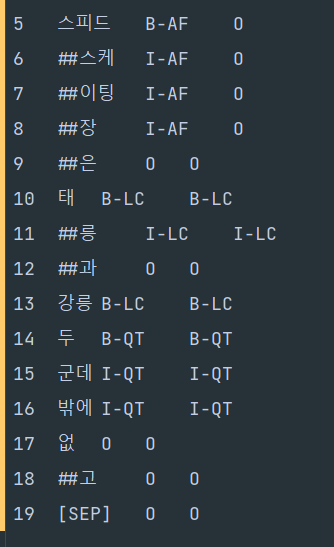 5 스피드 B-AF O
6 ##스케 I-AF O
7 ##이팅 I-AF O
8 ##장 I-AF O
9 ##은 O O
10 태 B-LC B-LC
11 ##릉 I-LC I-LC
12 ##과 O O
13 강릉 B-LC B-LC
14 두 B-QT B-QT
15 군데 I-QT I-QT
16 밖에 I-QT I-QT
17 없 O O
18 ##고 O O
19 [SEP] O O